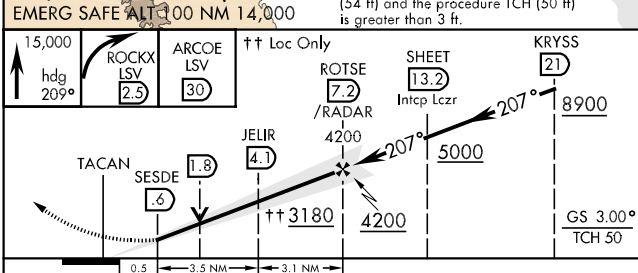 EMERG SAFE ALT 100 NM 14,000
(54 ft) and the procedure TCH (50 ft)
is greater than 3 ft.
15,000
hdg
209°
ROCKX
LSV
2.5
ARCOE
LSV
30
†† Loc Only
ROTSE
7.2
/RADAR
4200
SHEET
13.2
Intcp Lczr
KRYSS
21
207°
8900
207°
5000
JELIR
4.1
TACAN
SESDE
.6
1.8
††3180
4200
GS 3.00°
TCH 50
0.5
3.5 NM
3.1 NM